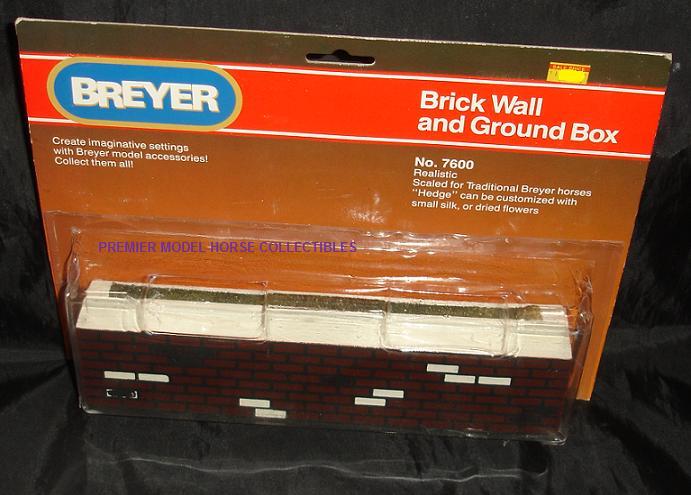 BREYER
Brick Wall
and Ground Box
Create imaginative settings
with Breyer model accessories!
Collect them all!
No. 7600
Realistic
Scaled for Traditional Breyer horses
"Hedge" can be customized with
small silk, or dried flowers
PREMIER MODEL HORSE COLLECTIBLES